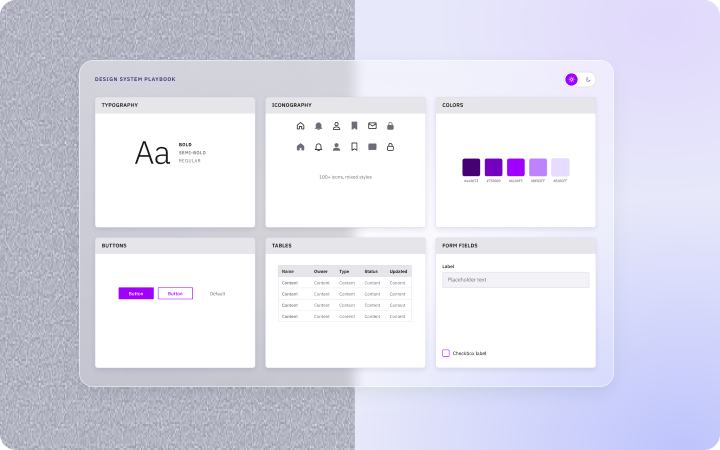 DESIGN SYSTEM PLAYBOOK
TYPOGRAPHY
Aa
BOLD
SEMI-BOLD
REGULAR
ICONOGRAPHY
100+ icons, mixed styles
COLORS
BUTTONS
Button
Button
Default
TABLES
Name Owner Type Status Updated
Content Content Content Content Content
Content Content Content Content Content
Content Content Content Content Content
Content Content Content Content Content
FORM FIELDS
Label
Placeholder text
Checkbox label